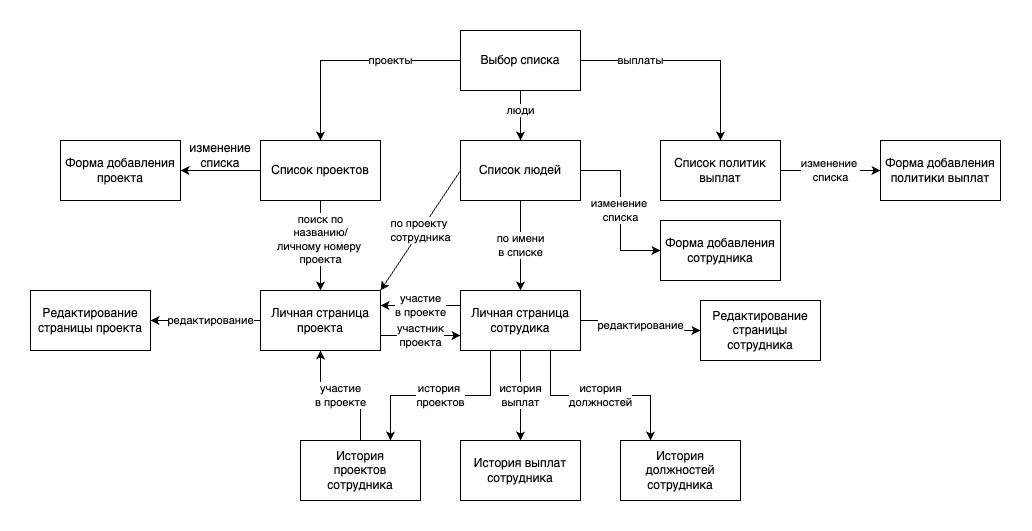 Выбор списка
проекты
выплаты
люди
Форма добавления
проекта
изменение
списка
Список проектов
Список людей
Список политик
выплат
изменение
списка
Форма добавления
политики выплат
поиск по
названию/
личному номеру
проекта
по проекту
сотрудника
по имени
в списке
изменение
списка
Форма добавления
сотрудника
Редактирование
страницы проекта
редактирование
Личная страница
проекта
участие
в проекте
участник
проекта
Личная страница
сотрудика
редактирование
Редактирование
страницы
сотрудника
участие
в проекте
история
проектов
история
выплат
история
должностей
История
проектов
сотрудника
История выплат
сотрудника
История
должностей
сотрудника